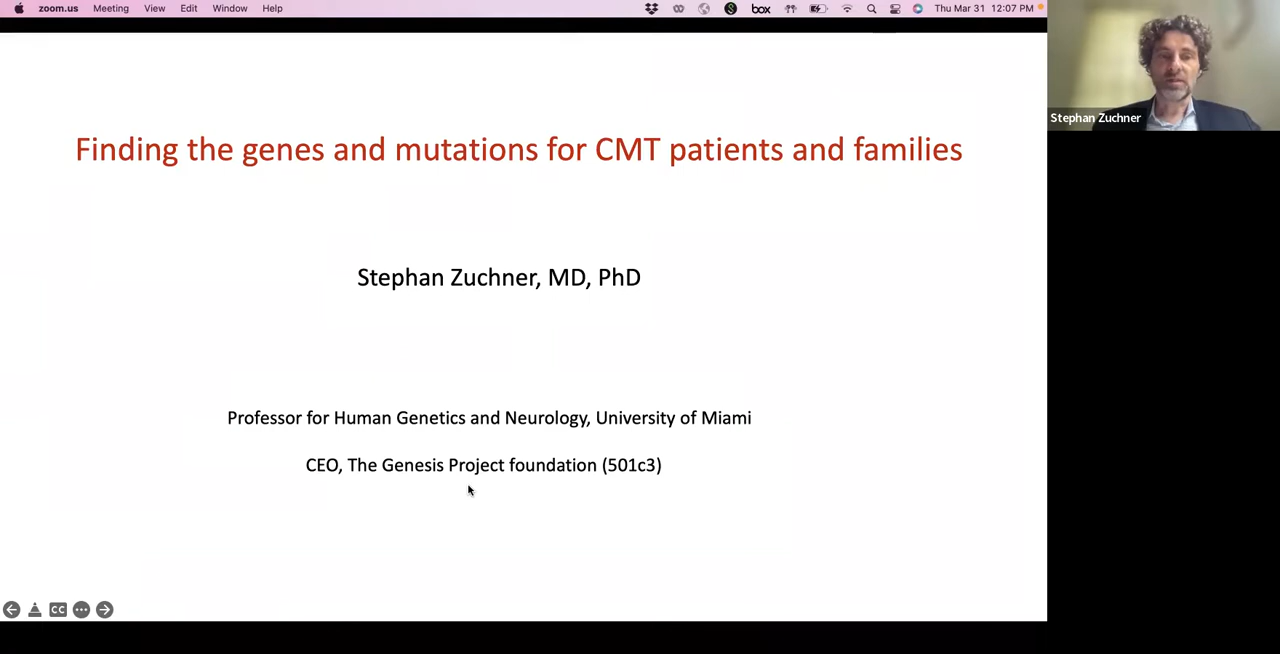 zoom.us Meeting View Edit Window Help box Thu Mar 31 12:07 PM
Stephan Zuchner
Finding the genes and mutations for CMT patients and families
Stephan Zuchner, MD, PhD
Professor for Human Genetics and Neurology, University of Miami
CEO, The Genesis Project foundation (501c3)
CC